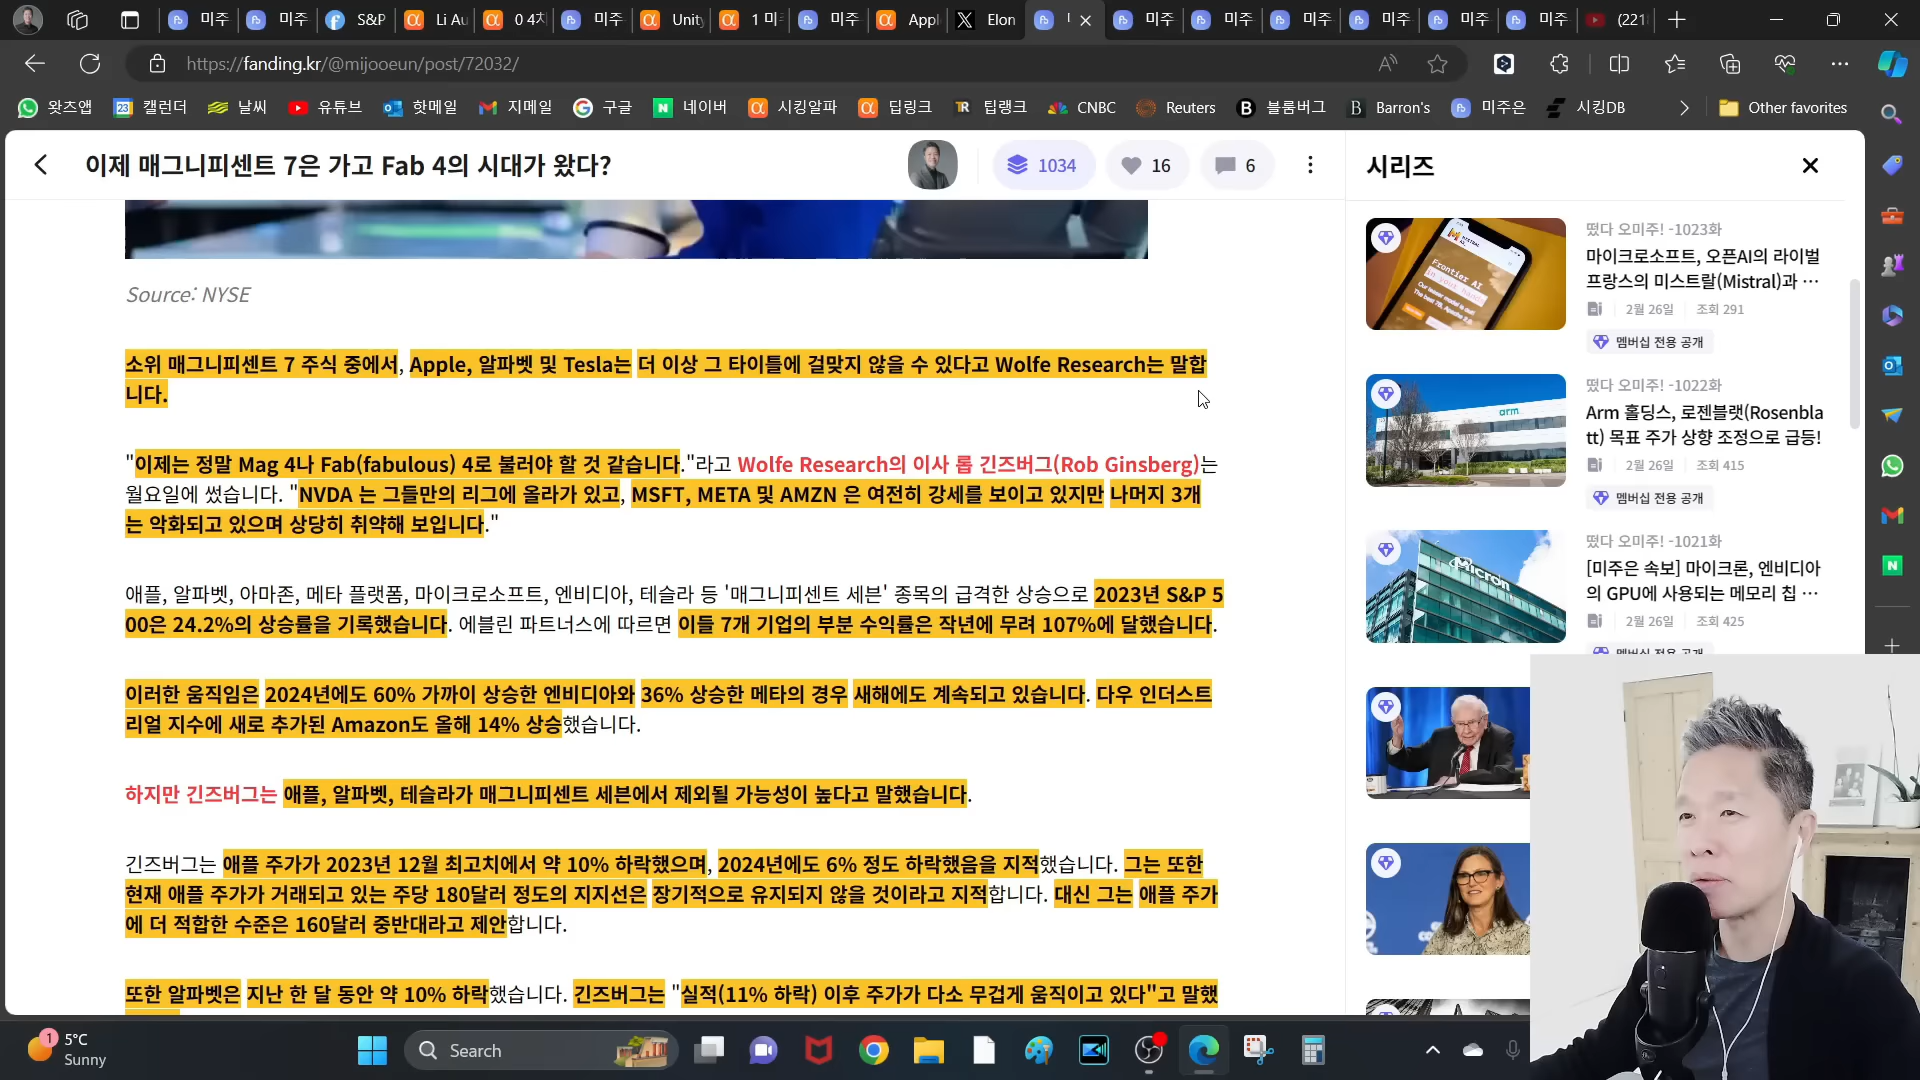 미주
미주
S&P
Li Au
0 4차
미주
Unity
1 미
미주
Appl
Elon
미주
미주
미주
미주
미주
미주
(221
https://fanding.kr/@mijooeun/post/72032/
왓츠앱
캘린더
날씨
유튜브
핫메일
지메일
구글
네이버
시킹알파
딥링크
팁랭크
CNBC
Reuters
블룸버그
Barron's
미주은
시킹DB
Other favorites
이제 매그니피센트 7은 가고 Fab 4의 시대가 왔다?
1034
16
6
Source: NYSE
소위 매그니피센트 7 주식 중에서, Apple, 알파벳 및 Tesla는 더 이상 그 타이틀에 걸맞지 않을 수 있다고 Wolfe Research는 말합
니다.
"이제는 정말 Mag 4나 Fab(fabulous) 4로 불러야 할 것 같습니다."라고 Wolfe Research의 이사 롭 긴즈버그(Rob Ginsberg)는
월요일에 썼습니다. "NVDA 는 그들만의 리그에 올라가 있고, MSFT, META 및 AMZN 은 여전히 강세를 보이고 있지만 나머지 3개
는 악화되고 있으며 상당히 취약해 보입니다."
애플, 알파벳, 아마존, 메타 플랫폼, 마이크로소프트, 엔비디아, 테슬라 등 '매그니피센트 세븐' 종목의 급격한 상승으로 2023년 S&P 5
00은 24.2%의 상승률을 기록했습니다. 에블린 파트너스에 따르면 이들 7개 기업의 부분 수익률은 작년에 무려 107%에 달했습니다.
이러한 움직임은 2024년에도 60% 가까이 상승한 엔비디아와 36% 상승한 메타의 경우 새해에도 계속되고 있습니다. 다우 인더스트
리얼 지수에 새로 추가된 Amazon도 올해 14% 상승했습니다.
하지만 긴즈버그는 애플, 알파벳, 테슬라가 매그니피센트 세븐에서 제외될 가능성이 높다고 말했습니다.
긴즈버그는 애플 주가가 2023년 12월 최고치에서 약 10% 하락했으며, 2024년에도 6% 정도 하락했음을 지적했습니다. 그는 또한
현재 애플 주가가 거래되고 있는 주당 180달러 정도의 지지선은 장기적으로 유지되지 않을 것이라고 지적합니다. 대신 그는 애플 주가
에 더 적합한 수준은 160달러 중반대라고 제안합니다.
또한 알파벳은 지난 한 달 동안 약 10% 하락했습니다. 긴즈버그는 "실적(11% 하락) 이후 주가가 다소 무겁게 움직이고 있다"고 말했
시리즈
떴다 오미주! -1023화
마이크로소프트, 오픈AI의 라이벌
프랑스의 미스트랄(Mistral)과 …
2월 26일 조회 291
멤버십 전용 공개
Frontier AI
떴다 오미주! -1022화
Arm 홀딩스, 로젠블랫(Rosenbla
tt) 목표 주가 상향 조정으로 급등!
2월 26일 조회 415
멤버십 전용 공개
arm
떴다 오미주! -1021화
[미주은 속보] 마이크론, 엔비디아
의 GPU에 사용되는 메모리 칩 …
2월 26일 조회 425
Micron
5°C
Sunny
Search